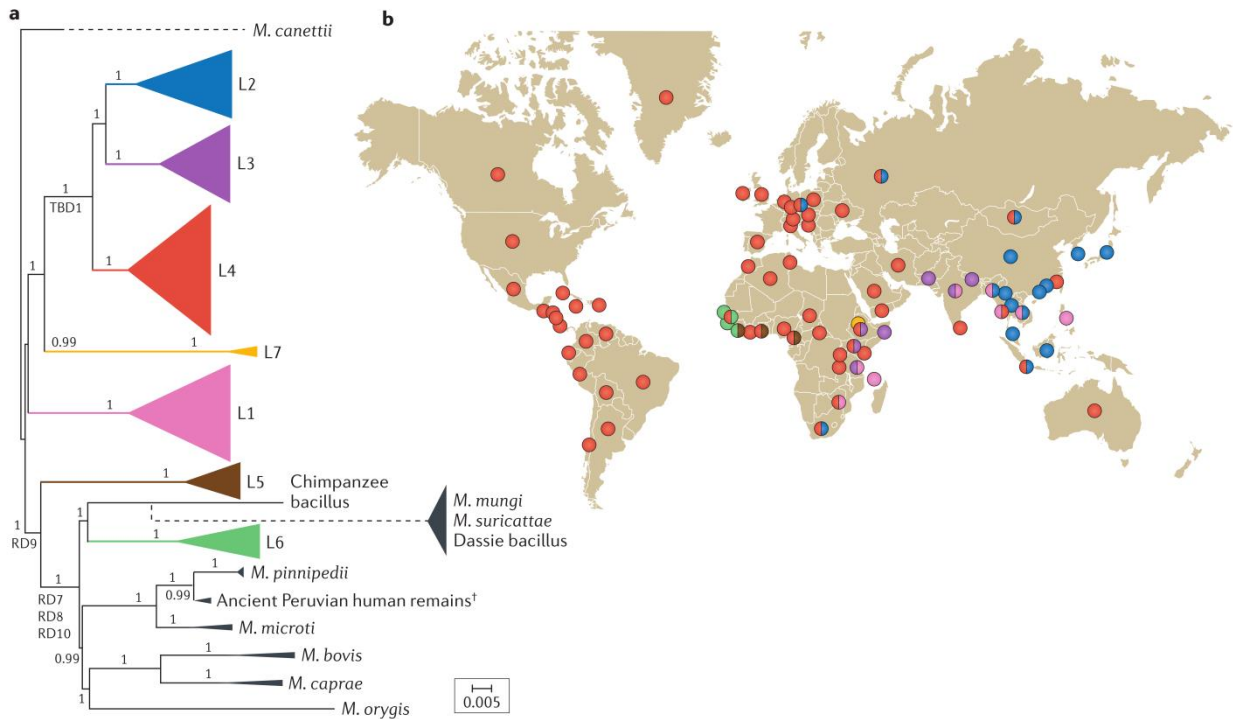 a
b
M. canettii
1
L2
1
1
L3
1
TBD1
1
L4
1
0.99
1
L7
1
L1
1
L5
Chimpanzee
bacillus
M. mungi
M. suricattae
Dassie bacillus
1
RD9
1
L6
1
RD7
RD8
RD10
1
M. pinnipedii
1
0.99
Ancient Peruvian human remains†
1
1
M. microti
0.99
1
1
M. bovis
1
M. caprae
1
M. orygis
0.005